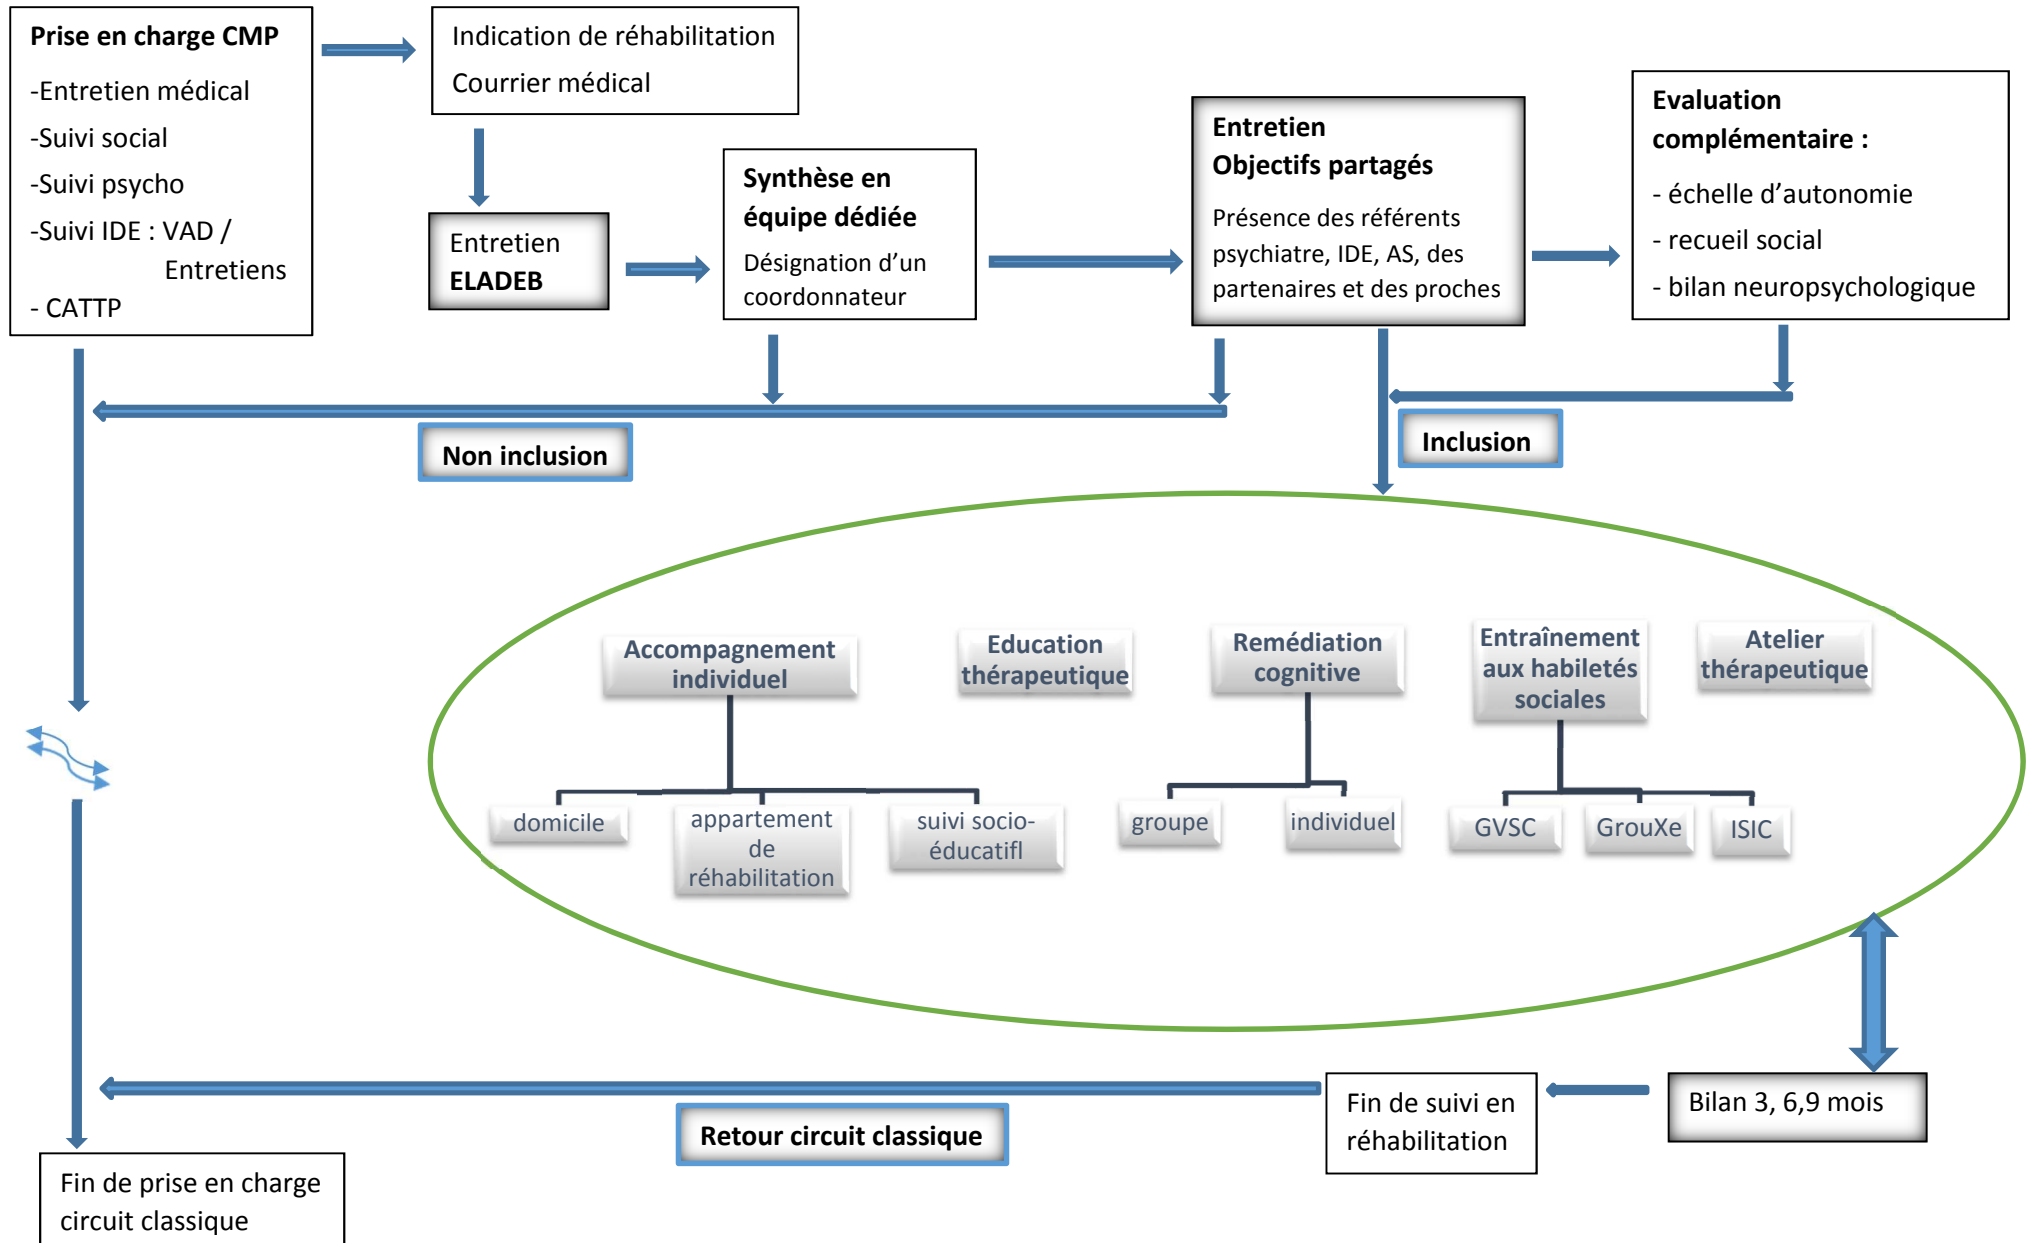 Prise en charge CMP
-Entretien médical
-Suivi social
-Suivi psycho
-Suivi IDE : VAD /
Entretiens
- CATTP
Indication de réhabilitation
Courrier médical
Entretien
ELADEB
Synthèse en
équipe dédiée
Désignation d’un
coordonnateur
Entretien
Objectifs partagés
Présence des référents
psychiatre, IDE, AS, des
partenaires et des proches
Evaluation
complémentaire :
- échelle d’autonomie
- recueil social
- bilan neuropsychologique
Non inclusion
Inclusion
Accompagnement
individuel
domicile
appartement
de
réhabilitation
suivi socio-
éducatifl
Education
thérapeutique
Remédiation
cognitive
groupe
individuel
Entraînement
aux habiletés
sociales
GVSC
GrouXe
ISIC
Atelier
thérapeutique
Bilan 3, 6,9 mois
Fin de suivi en
réhabilitation
Retour circuit classique
Fin de prise en charge
circuit classique